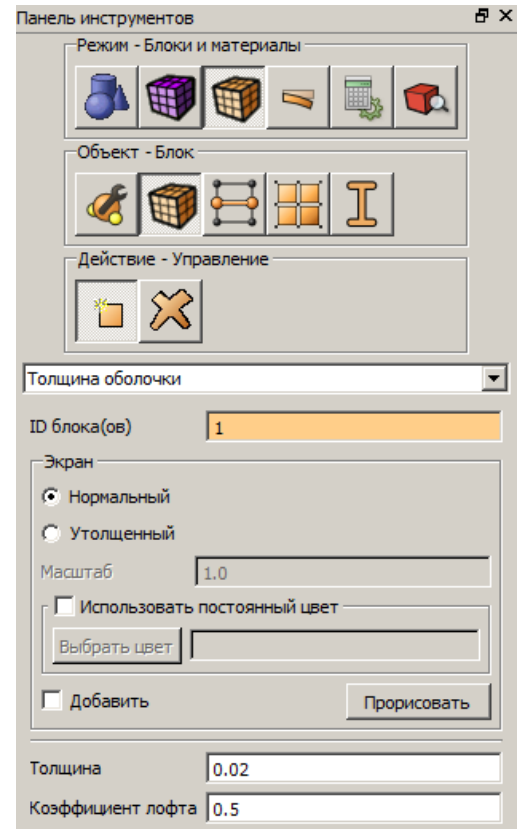 Панель инструментов
Режим - Блоки и материалы
Объект - Блок
Действие - Управление
Толщина оболочки
ID блока(ов) 1
Экран
Нормальный
Утолщенный
Масштаб 1.0
Использовать постоянный цвет
Выбрать цвет
Добавить Прорисовать
Толщина 0.02
Коэффициент лофта 0.5